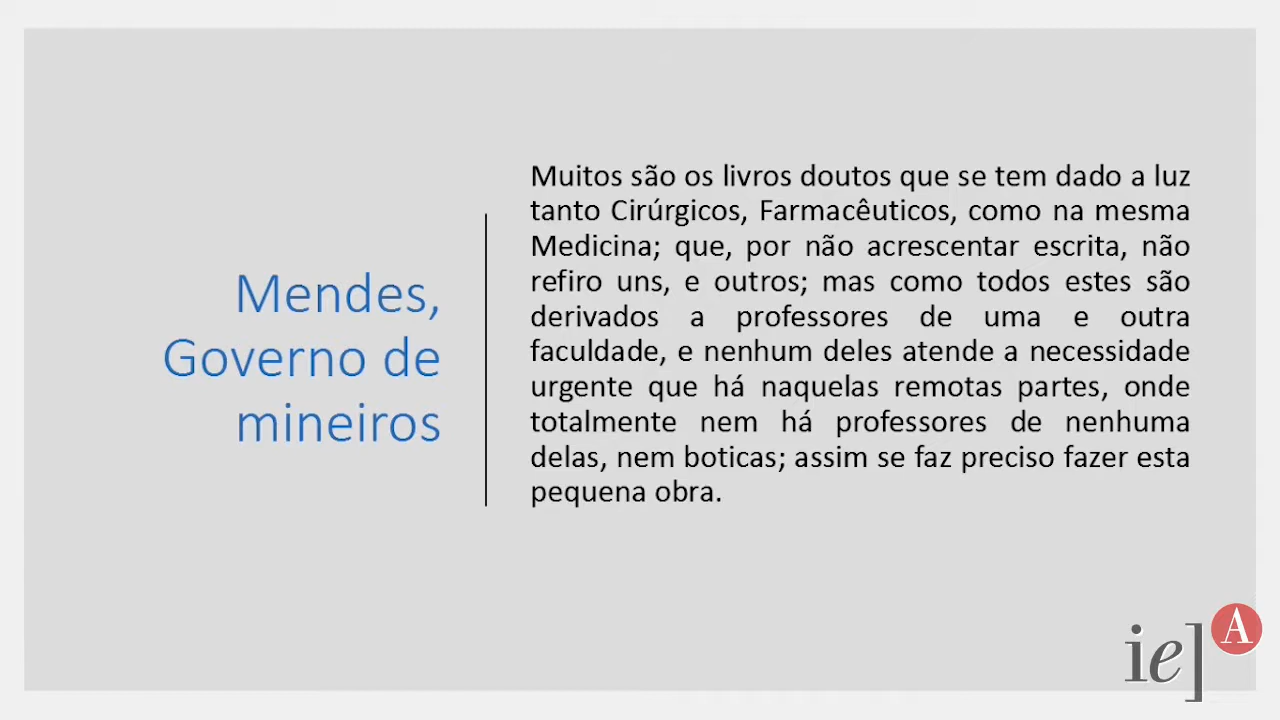 Mendes,
Governo de
mineiros
Muitos são os livros doutos que se tem dado a luz
tanto Cirúrgicos, Farmacêuticos, como na mesma
Medicina; que, por não acrescentar escrita, não
refiro uns, e outros; mas como todos estes são
derivados a professores de uma e outra
faculdade, e nenhum deles atende a necessidade
urgente que há naquelas remotas partes, onde
totalmente nem há professores de nenhuma
delas, nem boticas; assim se faz preciso fazer esta
pequena obra.
ie] A